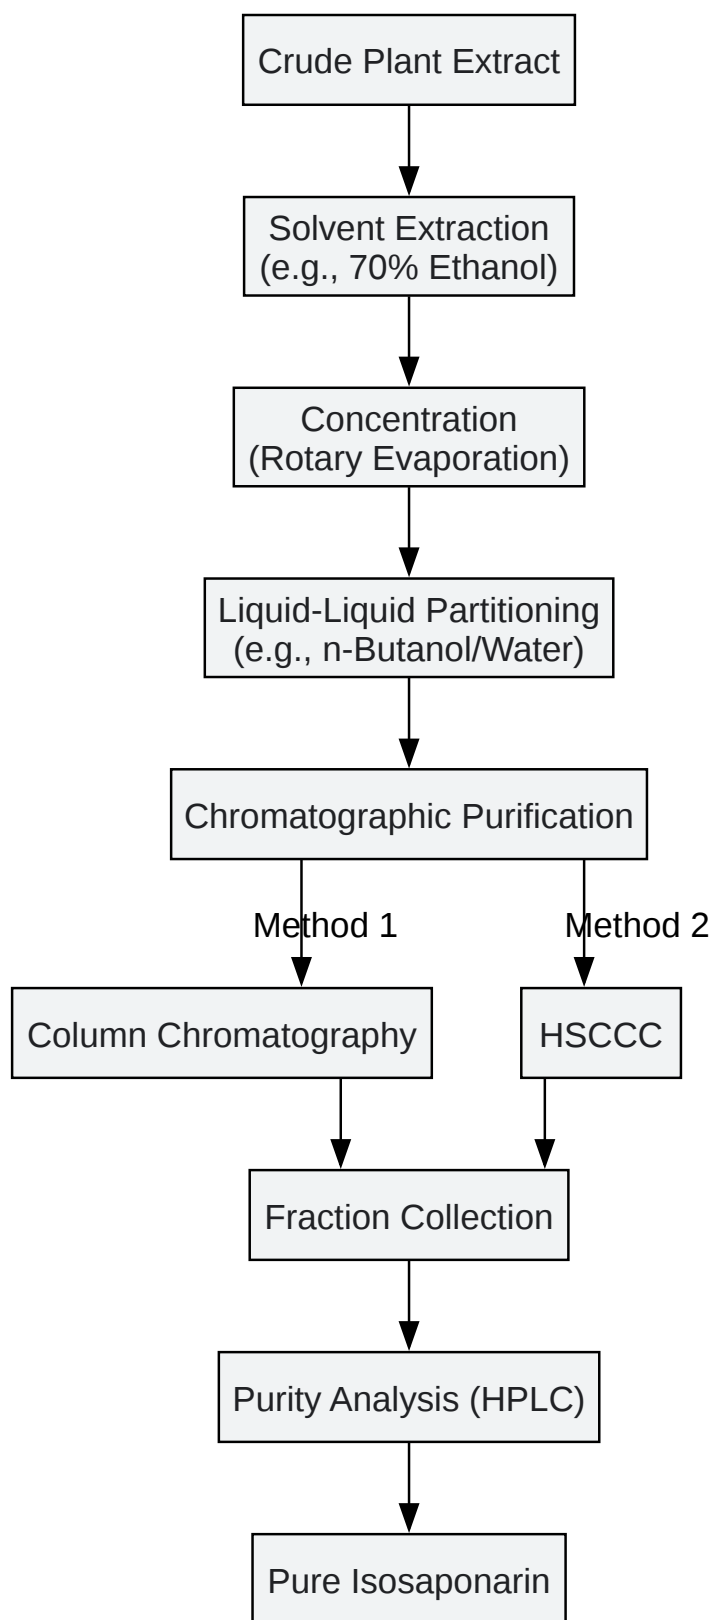 Crude Plant Extract
Solvent Extraction
(e.g., 70% Ethanol)
Concentration
(Rotary Evaporation)
Liquid-Liquid Partitioning
(e.g., n-Butanol/Water)
Chromatographic Purification
Method 1
Method 2
Column Chromatography
HSCCC
Fraction Collection
Purity Analysis (HPLC)
Pure Isosaponarin